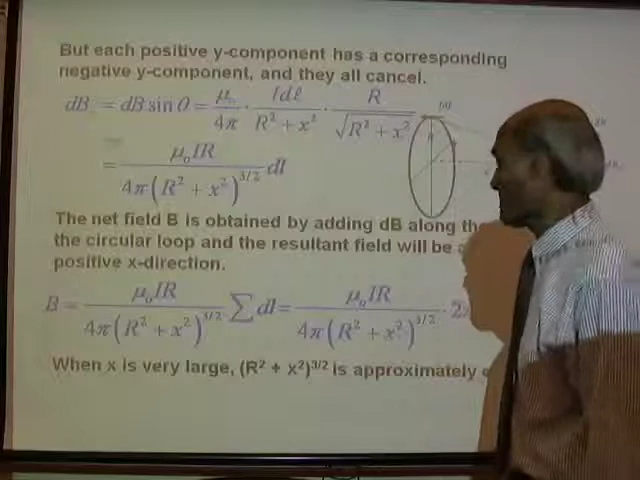 But each positive y-component has a corresponding
negative y-component, and they all cancel.
dB = dB sin θ = μ₀/4π · Idℓ/(R² + x²) · R/√(R² + x²)
= μ₀IR/(4π(R² + x²)^3/2) dl
The net field B is obtained by adding dB along
the circular loop and the resultant field will be
positive x-direction.
B = μ₀IR/(4π(R² + x²)^3/2) ∑ dl = μ₀IR/(4π(R² + x²)^3/2) · 2
When x is very large, (R² + x²)^3/2 is approximately